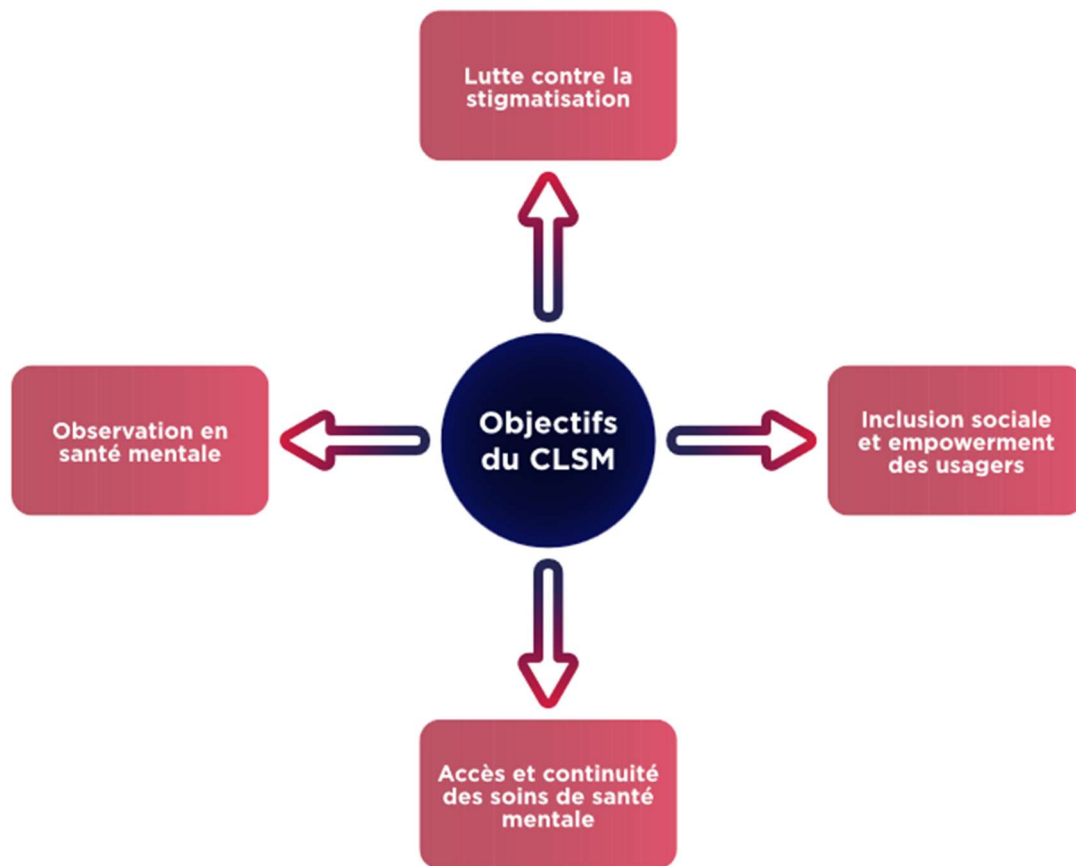 Lutte contre la
stigmatisation
Observation en
santé mentale
Objectifs
du CLSM
Inclusion sociale
et empowerment
des usagers
Accès et continuité
des soins de santé
mentale